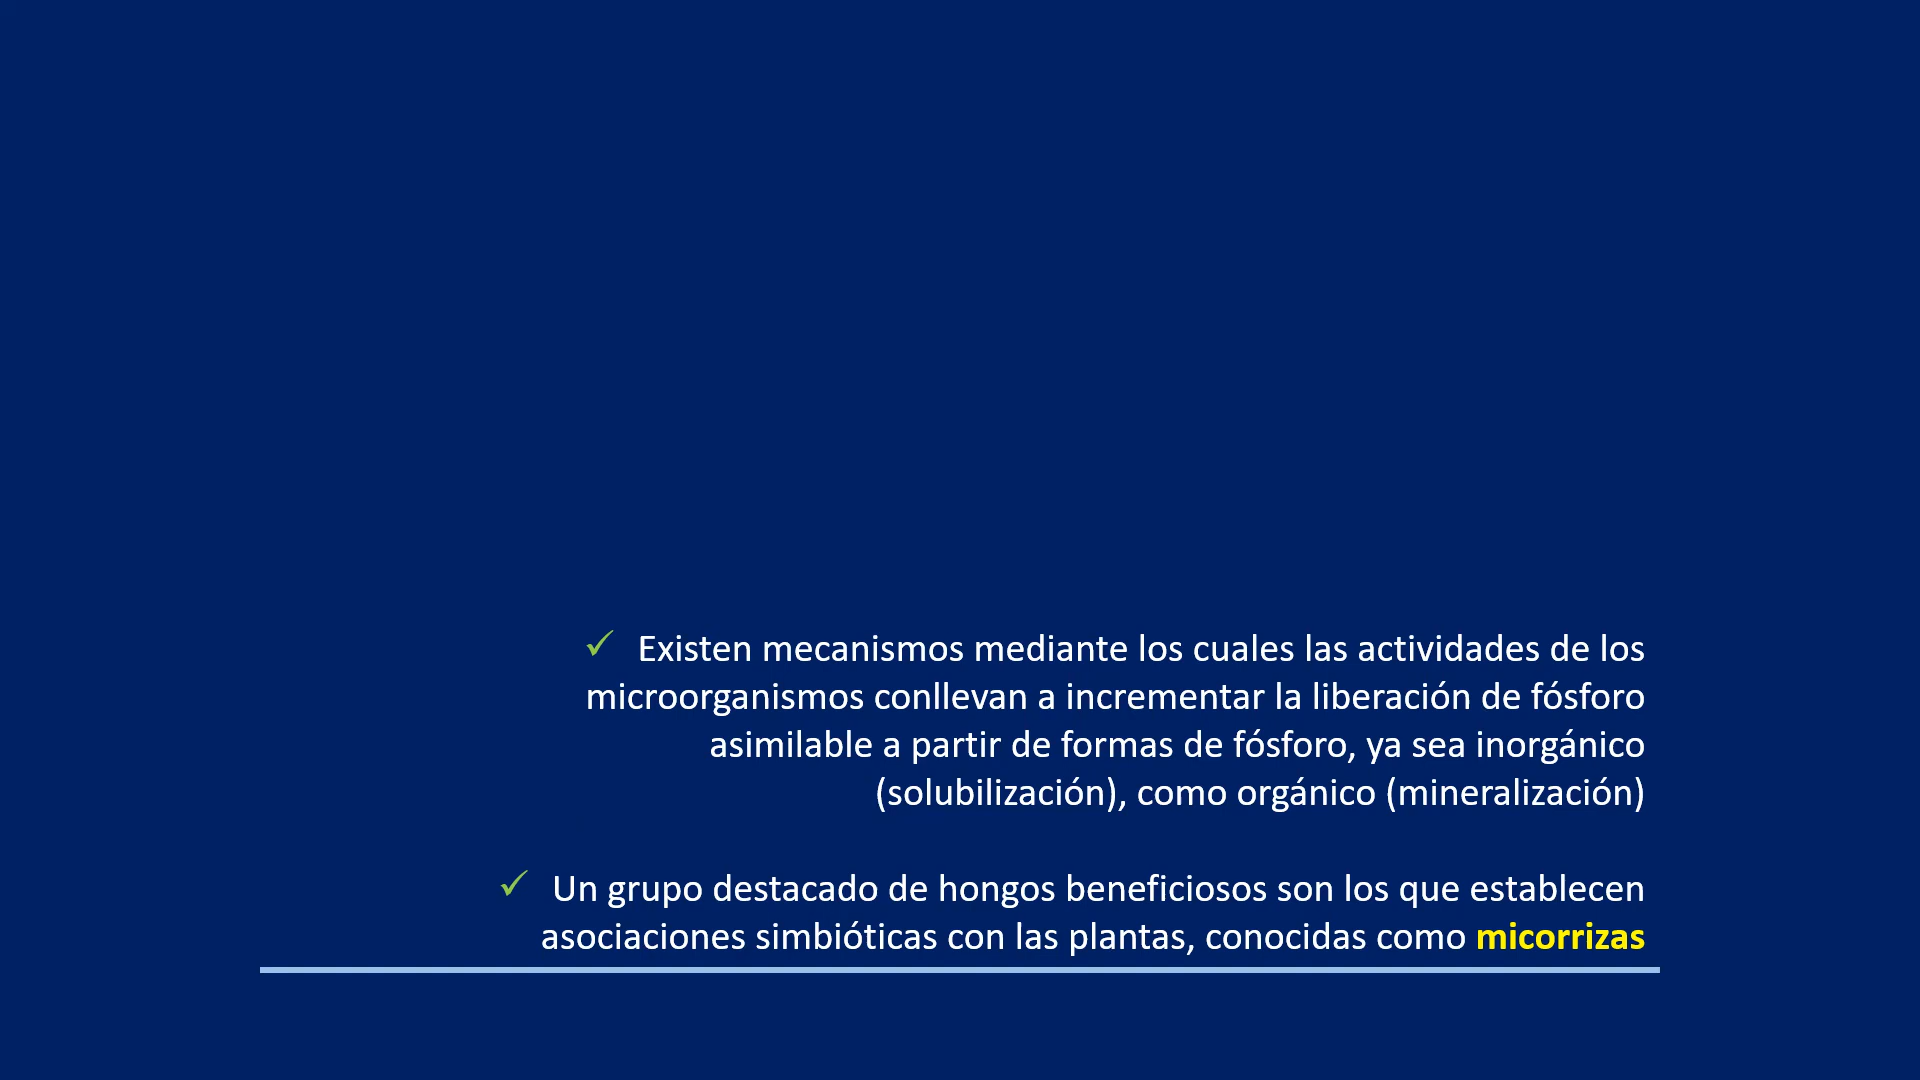 ✓ Existen mecanismos mediante los cuales las actividades de los
microorganismos conllevan a incrementar la liberación de fósforo
asimilable a partir de formas de fósforo, ya sea inorgánico
(solubilización), como orgánico (mineralización)
✓ Un grupo destacado de hongos beneficiosos son los que establecen
asociaciones simbióticas con las plantas, conocidas como micorrizas